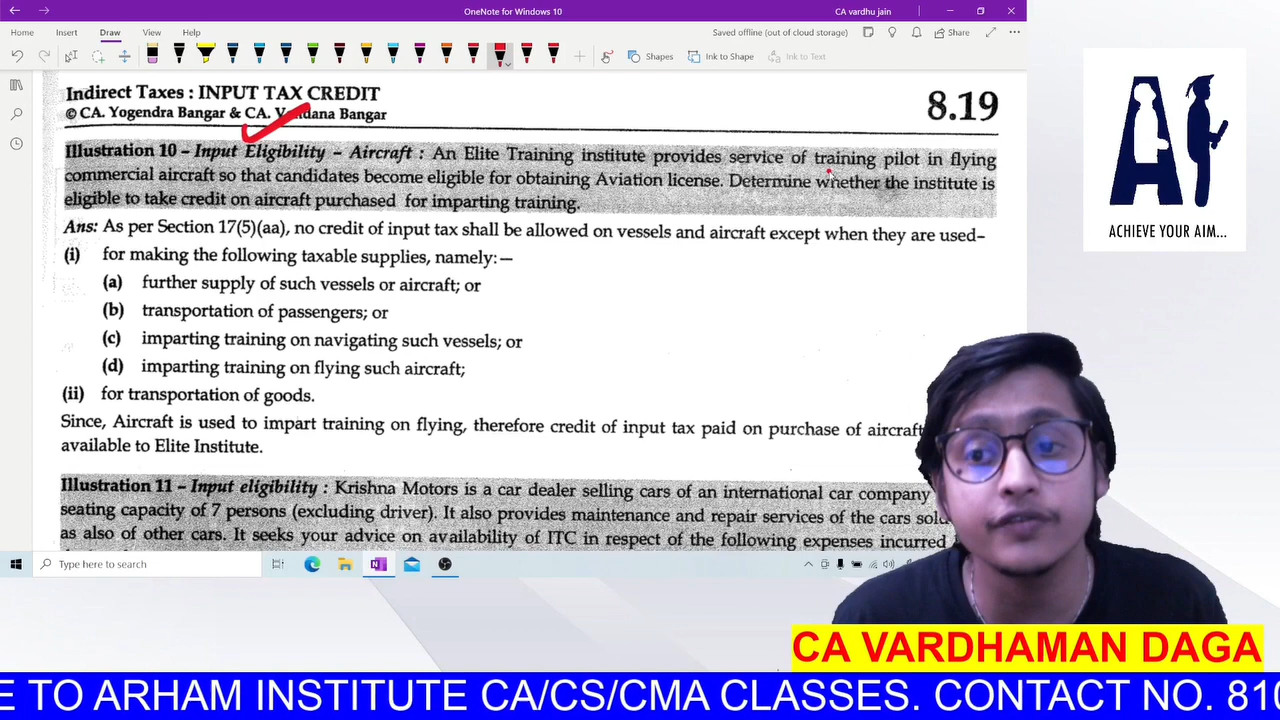 OneNote for Windows 10
CA vardhu jain
Home Insert Draw View Help
Saved offline (out of cloud storage)
Share
Shapes
Ink to Shape
Ink to Text
Indirect Taxes : INPUT TAX CREDIT
8.19
© CA. Yogendra Bangar & CA. Vandana Bangar
Illustration 10 – Input Eligibility – Aircraft : An Elite Training institute provides service of training pilot in flying
commercial aircraft so that candidates become eligible for obtaining Aviation license. Determine whether the institute is
eligible to take credit on aircraft purchased for imparting training.
Ans: As per Section 17(5)(aa), no credit of input tax shall be allowed on vessels and aircraft except when they are used–
(i) for making the following taxable supplies, namely:—
(a) further supply of such vessels or aircraft; or
(b) transportation of passengers; or
(c) imparting training on navigating such vessels; or
(d) imparting training on flying such aircraft;
(ii) for transportation of goods.
Since, Aircraft is used to impart training on flying, therefore credit of input tax paid on purchase of aircraft
available to Elite Institute.
Illustration 11 – Input eligibility : Krishna Motors is a car dealer selling cars of an international car company
seating capacity of 7 persons (excluding driver). It also provides maintenance and repair services of the cars sol
as also of other cars. It seeks your advice on availability of ITC in respect of the following expenses incurred
Type here to search
ACHIEVE YOUR AIM...
CA VARDHAMAN DAGA
E TO ARHAM INSTITUTE CA/CS/CMA CLASSES. CONTACT NO. 810